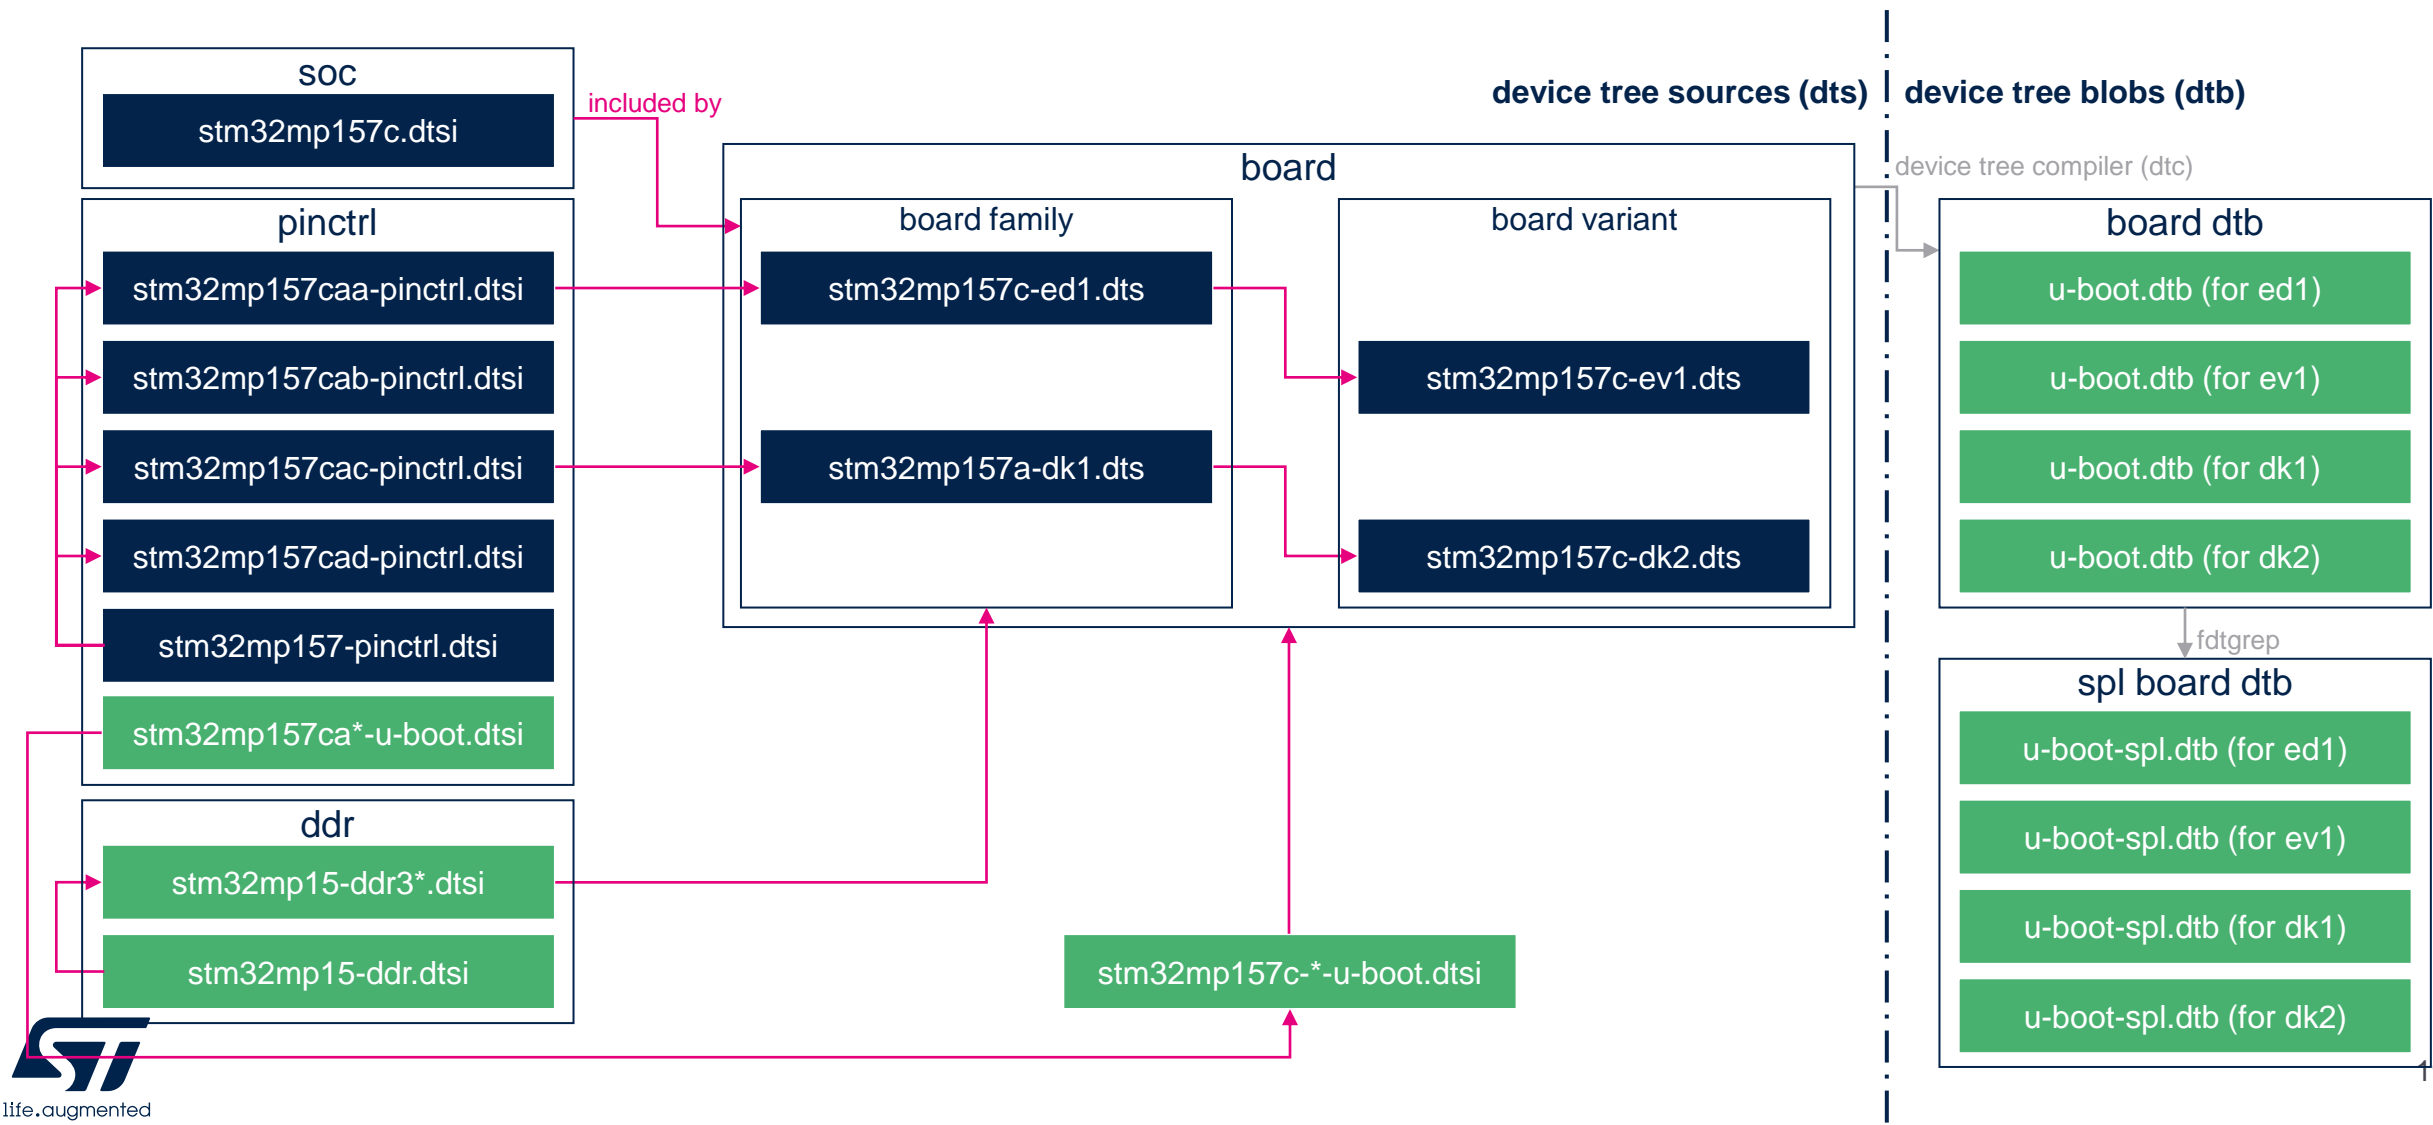 soc
stm32mp157c.dtsi
included by
pinctrl
stm32mp157caa-pinctrl.dtsi
stm32mp157cab-pinctrl.dtsi
stm32mp157cac-pinctrl.dtsi
stm32mp157cad-pinctrl.dtsi
stm32mp157-pinctrl.dtsi
stm32mp157ca*-u-boot.dtsi
ddr
stm32mp15-ddr3*.dtsi
stm32mp15-ddr.dtsi
device tree sources (dts)
board
board family
stm32mp157c-ed1.dts
stm32mp157a-dk1.dts
board variant
stm32mp157c-ev1.dts
stm32mp157c-dk2.dts
stm32mp157c-*-u-boot.dtsi
device tree blobs (dtb)
device tree compiler (dtc)
board dtb
u-boot.dtb (for ed1)
u-boot.dtb (for ev1)
u-boot.dtb (for dk1)
u-boot.dtb (for dk2)
fdtgrep
spl board dtb
u-boot-spl.dtb (for ed1)
u-boot-spl.dtb (for ev1)
u-boot-spl.dtb (for dk1)
u-boot-spl.dtb (for dk2)
1
ST
life.augmented